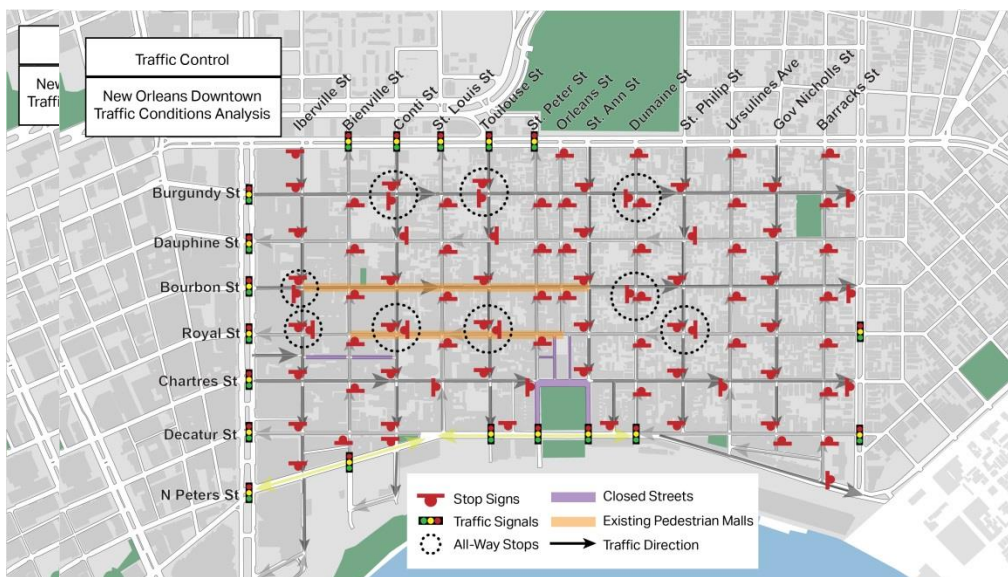 Nev
Traffi
Traffic Control
New Orleans Downtown
Traffic Conditions Analysis
Iberville St
Bienville St
Conti St
St. Louis St
Toulouse St
St. Peter St
Orleans St
St. Ann St
Dumaine St
St. Philip St
Ursulines Ave
Gov Nicholls St
Barracks St
Burgundy St
Dauphine St
Bourbon St
Royal St
Chartres St
Decatur St
N Peters St
Stop Signs
Traffic Signals
All-Way Stops
Closed Streets
Existing Pedestrian Malls
Traffic Direction